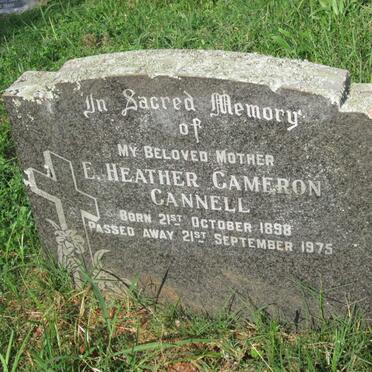 In Sacred Memory
of
My Beloved Mother
E. Heather Cameron
Cannell
Born 21st October 1898
Passed away 21st September 1975